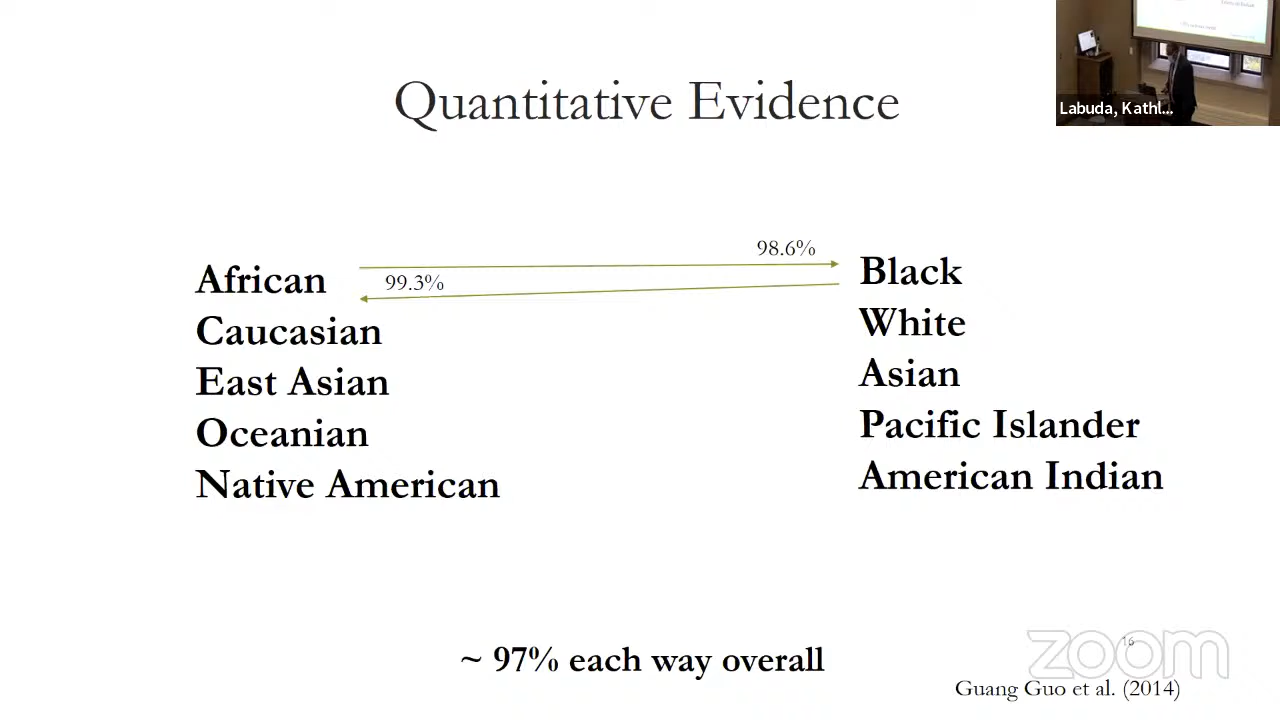 Quantitative Evidence
Labuda, Kathl...
98.6%
99.3%
African
Caucasian
East Asian
Oceanian
Native American
Black
White
Asian
Pacific Islander
American Indian
~ 97% each way overall
16
zoom
Guang Guo et al. (2014)